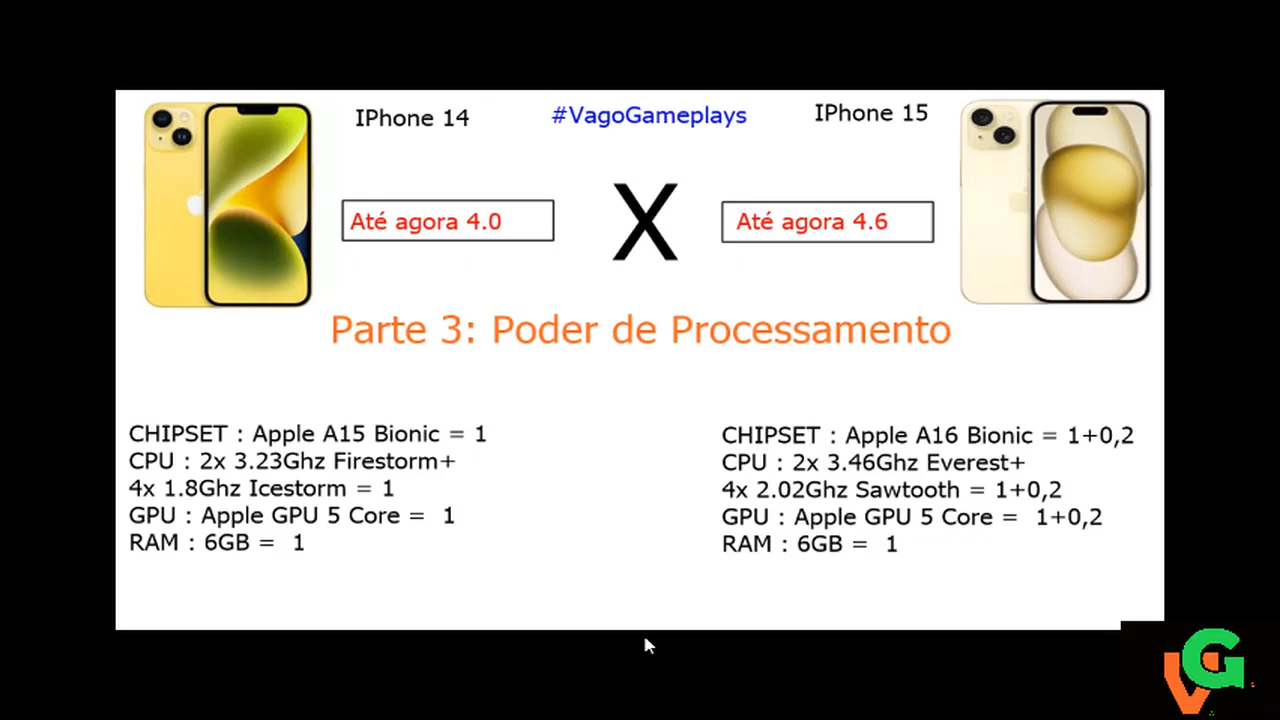 IPhone 14
#VagoGameplays
IPhone 15
Até agora 4.0
X
Até agora 4.6
Parte 3: Poder de Processamento
CHIPSET : Apple A15 Bionic = 1
CPU : 2x 3.23Ghz Firestorm+
4x 1.8Ghz Icestorm = 1
GPU : Apple GPU 5 Core =  1
RAM : 6GB =  1
CHIPSET : Apple A16 Bionic = 1+0,2
CPU : 2x 3.46Ghz Everest+
4x 2.02Ghz Sawtooth = 1+0,2
GPU : Apple GPU 5 Core =  1+0,2
RAM : 6GB =  1
VG